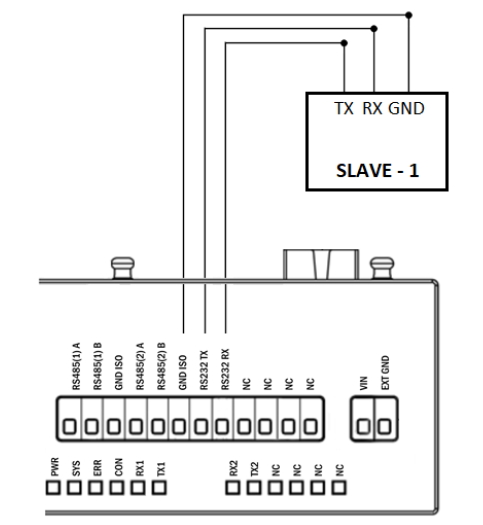 TX RX GND
SLAVE - 1
RS485(1) A
RS485(1) B
GND ISO
RS485(2) A
RS485(2) B
GND ISO
RS232 TX
RS232 RX
NC
NC
NC
NC
VIN
EXT GND
PWR
SYS
ERR
CON
RX1
TX1
RX2
TX2
NC
NC
NC
NC